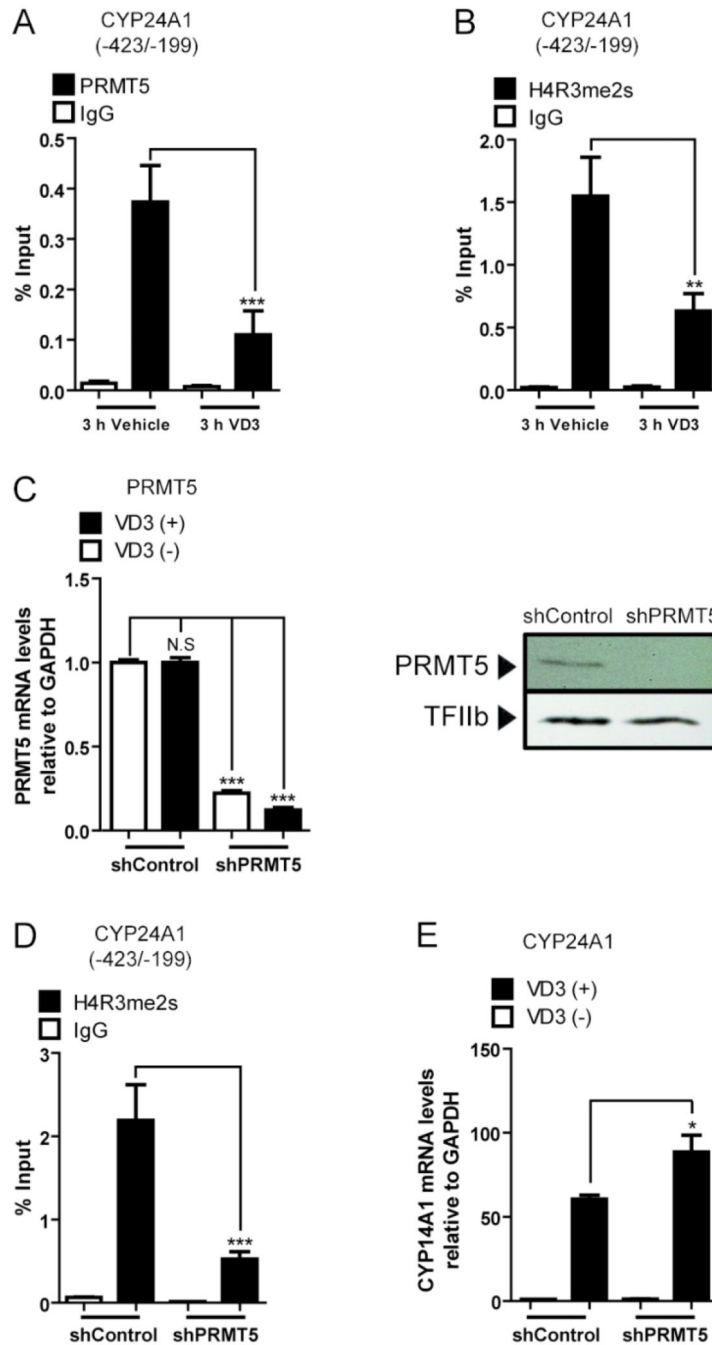 A
CYP24A1
(-423/-199)
PRMT5
IgG
% Input
0.5
0.4
0.3
0.2
0.1
0.0
***
3 h Vehicle
3 h VD3
B
CYP24A1
(-423/-199)
H4R3me2s
IgG
% Input
2.0
1.5
1.0
0.5
0.0
**
3 h Vehicle
3 h VD3
C
PRMT5
VD3 (+)
VD3 (-)
PRMT5 mRNA levels
relative to GAPDH
1.5
1.0
0.5
0.0
N.S
***
***
shControl
shPRMT5
shControl shPRMT5
PRMT5
TFIIb
D
CYP24A1
(-423/-199)
H4R3me2s
IgG
% Input
3
2
1
0
***
shControl
shPRMT5
E
CYP24A1
VD3 (+)
VD3 (-)
CYP14A1 mRNA levels
relative to GAPDH
150
100
50
0
*
shControl
shPRMT5